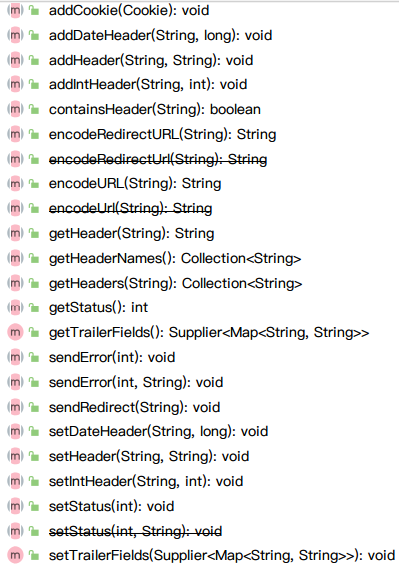 m addCookie(Cookie): void
m addDateHeader(String, long): void
m addHeader(String, String): void
m addIntHeader(String, int): void
m containsHeader(String): boolean
m encodeRedirectURL(String): String
m encodeRedirectUrl(String): String
m encodeURL(String): String
m encodeUrl(String): String
m getHeader(String): String
m getHeaderNames(): Collection<String>
m getHeaders(String): Collection<String>
m getStatus(): int
m getTrailerFields(): Supplier<Map<String, String>>
m sendError(int): void
m sendError(int, String): void
m sendRedirect(String): void
m setDateHeader(String, long): void
m setHeader(String, String): void
m setIntHeader(String, int): void
m setStatus(int): void
m setStatus(int, String): void
m setTrailerFields(Supplier<Map<String, String>>): void